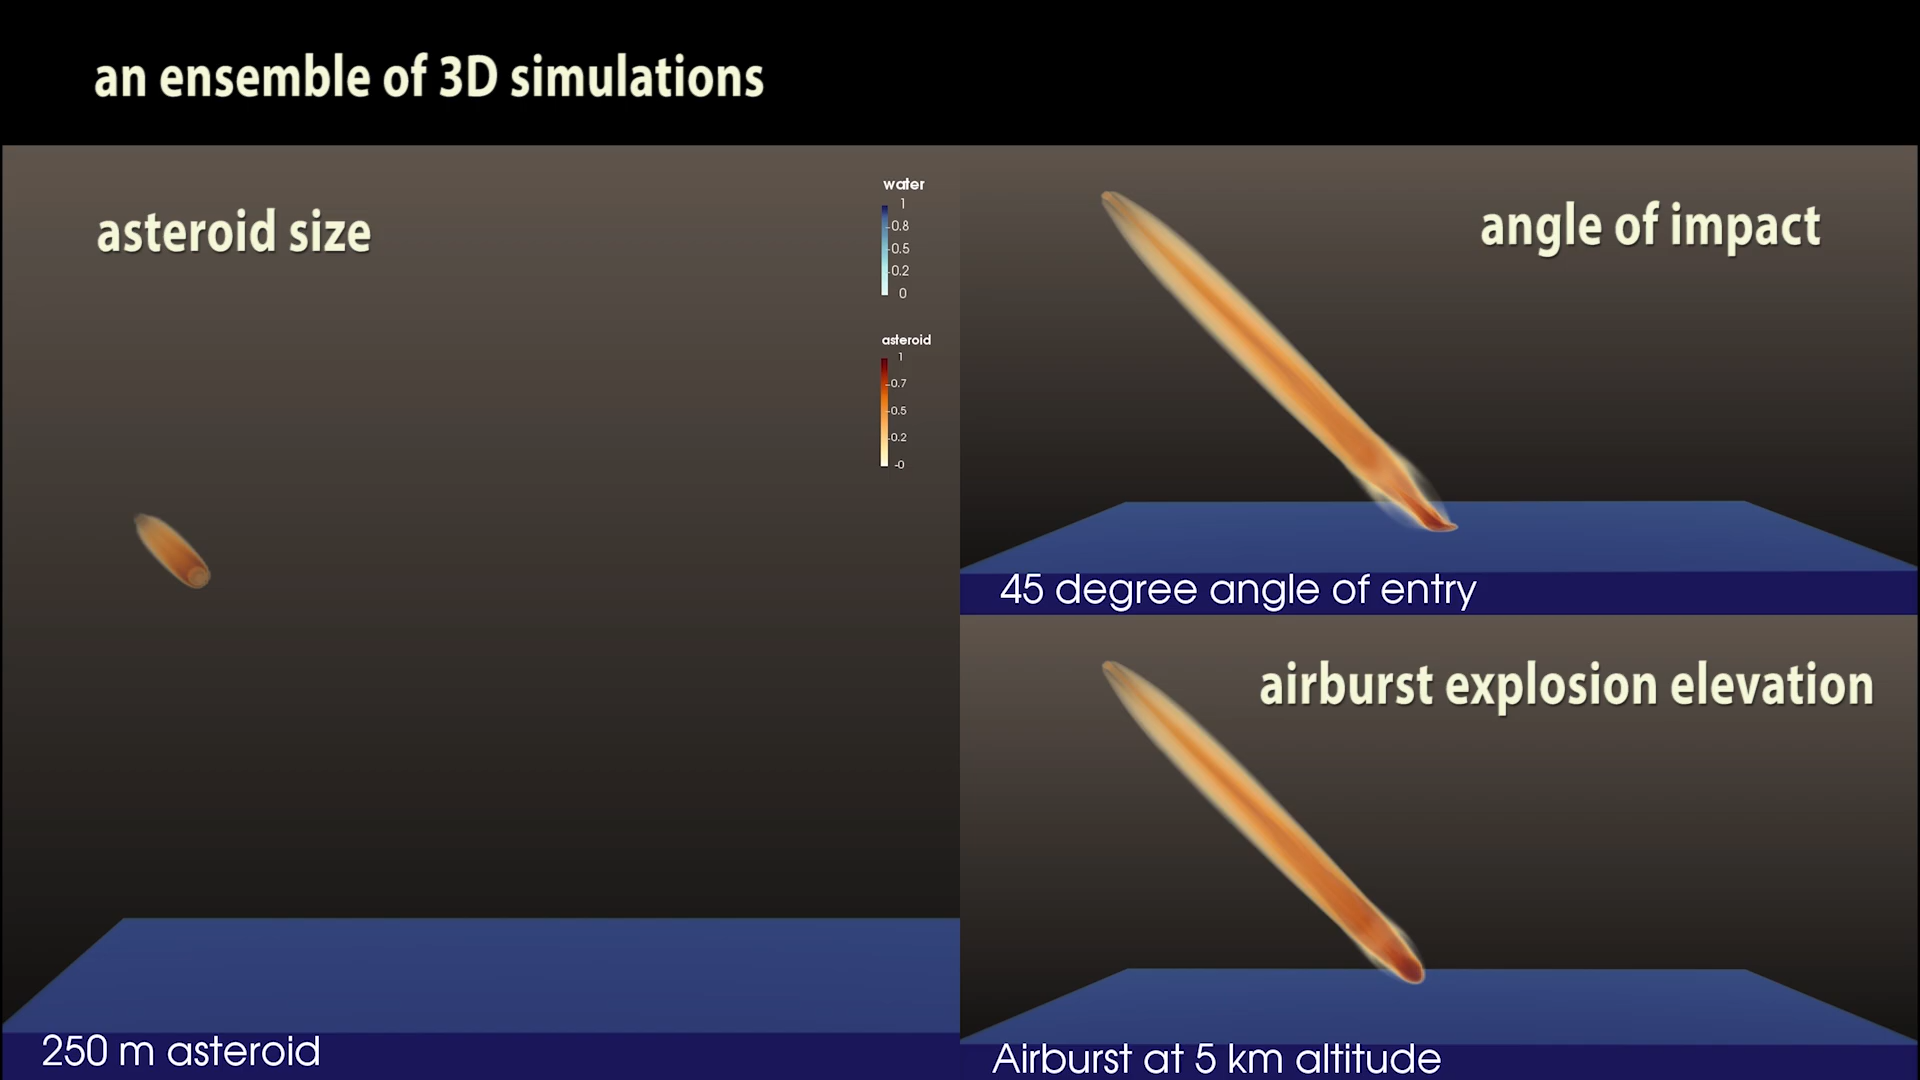 an ensemble of 3D simulations
asteroid size
water
1
0.8
0.5
0.2
0
asteroid
1
0.7
0.5
0.2
-0
250 m asteroid
angle of impact
45 degree angle of entry
airburst explosion elevation
Airburst at 5 km altitude